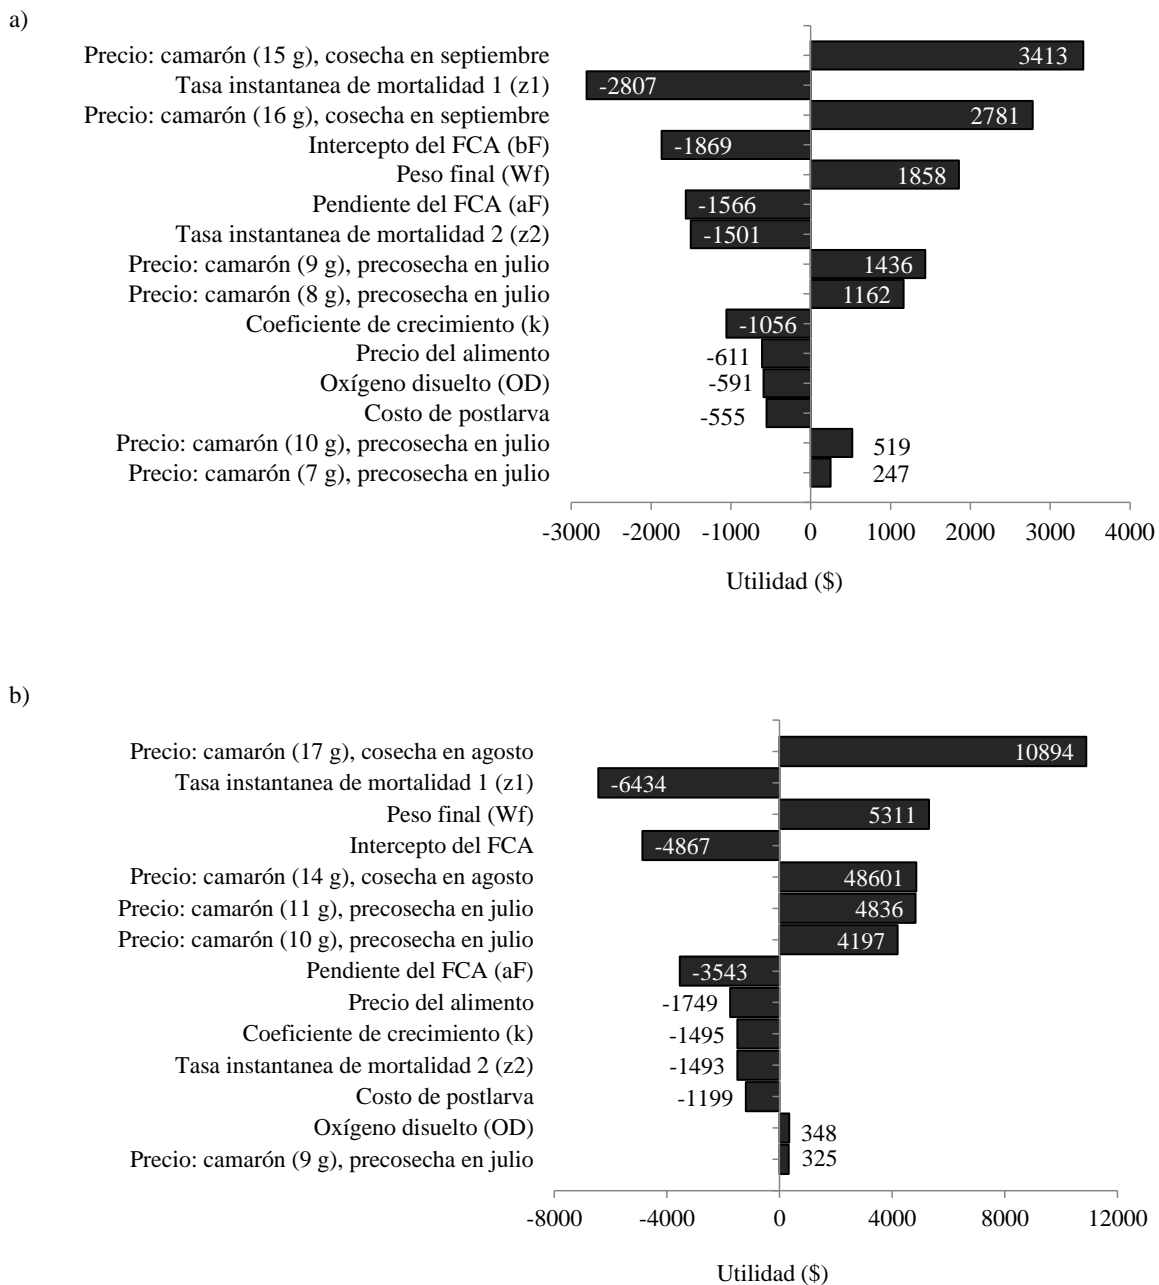 a)
Precio: camarón (15 g), cosecha en septiembre 3413
Tasa instantanea de mortalidad 1 (z1) -2807
Precio: camarón (16 g), cosecha en septiembre 2781
Intercepto del FCA (bF) -1869
Peso final (Wf) 1858
Pendiente del FCA (aF) -1566
Tasa instantanea de mortalidad 2 (z2) -1501
Precio: camarón (9 g), precosecha en julio 1436
Precio: camarón (8 g), precosecha en julio 1162
Coeficiente de crecimiento (k) -1056
Precio del alimento -611
Oxígeno disuelto (OD) -591
Costo de postlarva -555
Precio: camarón (10 g), precosecha en julio 519
Precio: camarón (7 g), precosecha en julio 247
-3000 -2000 -1000 0 1000 2000 3000 4000
Utilidad ($)
b)
Precio: camarón (17 g), cosecha en agosto 10894
Tasa instantanea de mortalidad 1 (z1) -6434
Peso final (Wf) 5311
Intercepto del FCA -4867
Precio: camarón (14 g), cosecha en agosto 48601
Precio: camarón (11 g), precosecha en julio 4836
Precio: camarón (10 g), precosecha en julio 4197
Pendiente del FCA (aF) -3543
Precio del alimento -1749
Coeficiente de crecimiento (k) -1495
Tasa instantanea de mortalidad 2 (z2) -1493
Costo de postlarva -1199
Oxígeno disuelto (OD) 348
Precio: camarón (9 g), precosecha en julio 325
-8000 -4000 0 4000 8000 12000
Utilidad ($)